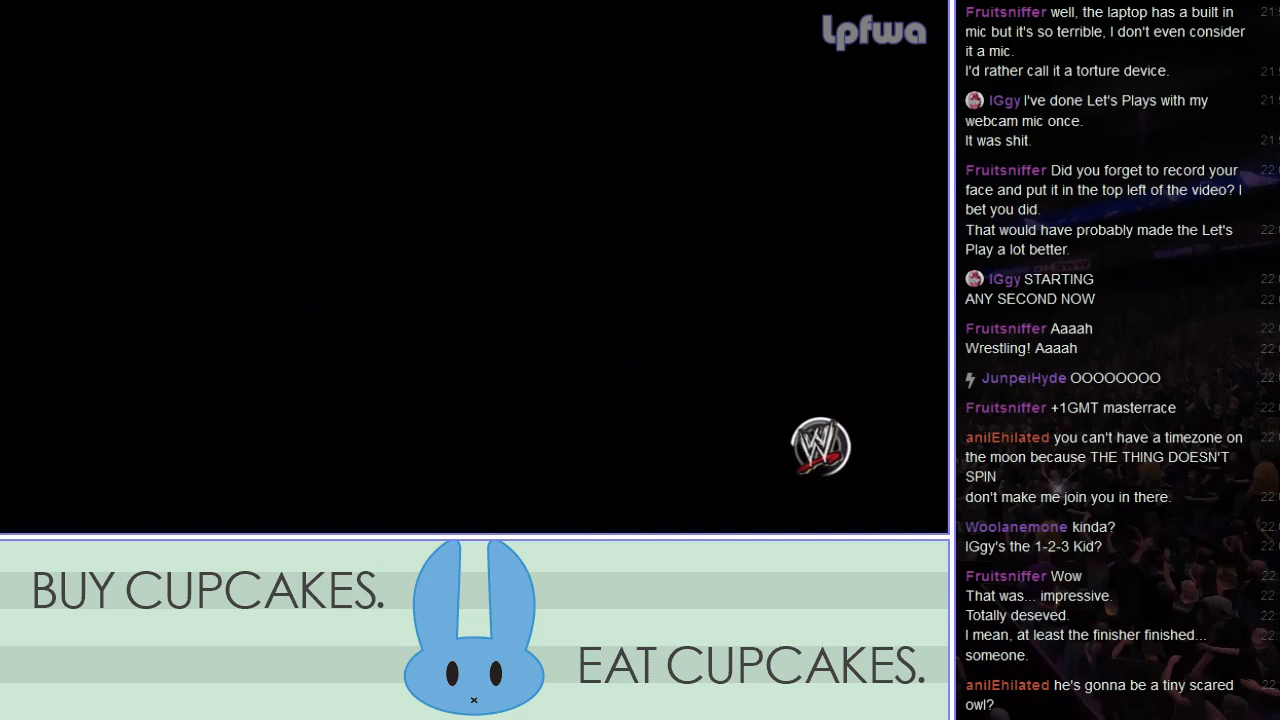 Lpfwa
W
BUY CUPCAKES.
EAT CUPCAKES.
Fruitsniffer well, the laptop has a built in
mic but it's so terrible, I don't even consider
it a mic.
I'd rather call it a torture device.
IGgy I've done Let's Plays with my
webcam mic once.
It was shit.
Fruitsniffer Did you forget to record your
face and put it in the top left of the video? I
bet you did.
That would have probably made the Let's
Play a lot better.
IGgy STARTING
ANY SECOND NOW
Fruitsniffer Aaaah
Wrestling! Aaaah
JunpeiHyde OOOOOOOO
Fruitsniffer +1GMT masterrace
anilEhilated you can't have a timezone on
the moon because THE THING DOESN'T
SPIN
don't make me join you in there.
Woolanemone kinda?
IGgy's the 1-2-3 Kid?
Fruitsniffer Wow
That was... impressive.
Totally deseved.
I mean, at least the finisher finished...
someone.
anilEhilated he's gonna be a tiny scared
owl?